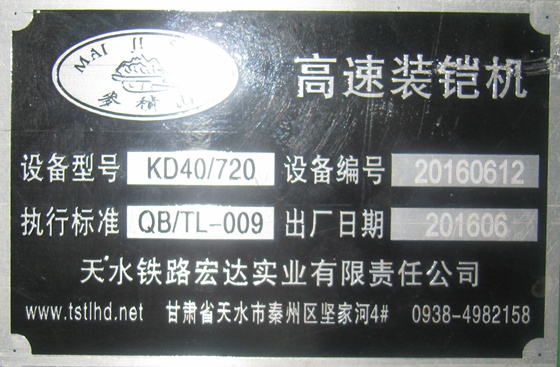 MAI JI S
麦積山
高速装铠机
设备型号 KD40/720 设备编号 20160612
执行标准 QB/TL-009 出厂日期 201606
天水铁路宏达实业有限责任公司
www.tstlhd.net 甘肃省天水市秦州区坚家河4# 0938-4982158